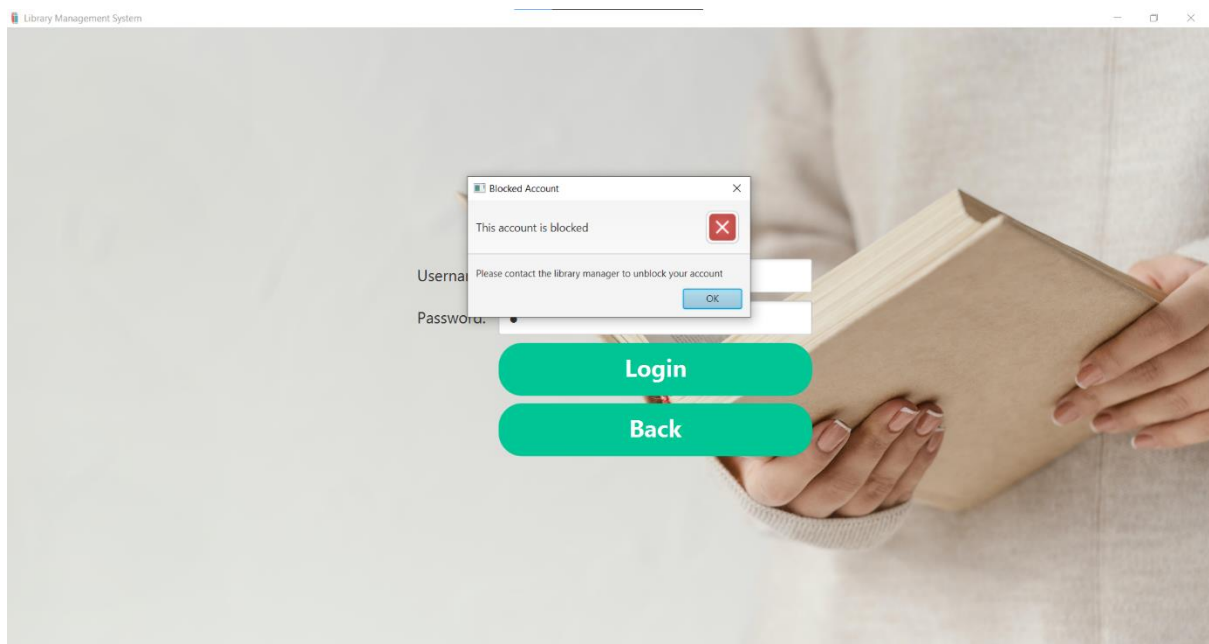 Library Management System
Blocked Account
This account is blocked
Please contact the library manager to unblock your account
OK
Password:
Login
Back